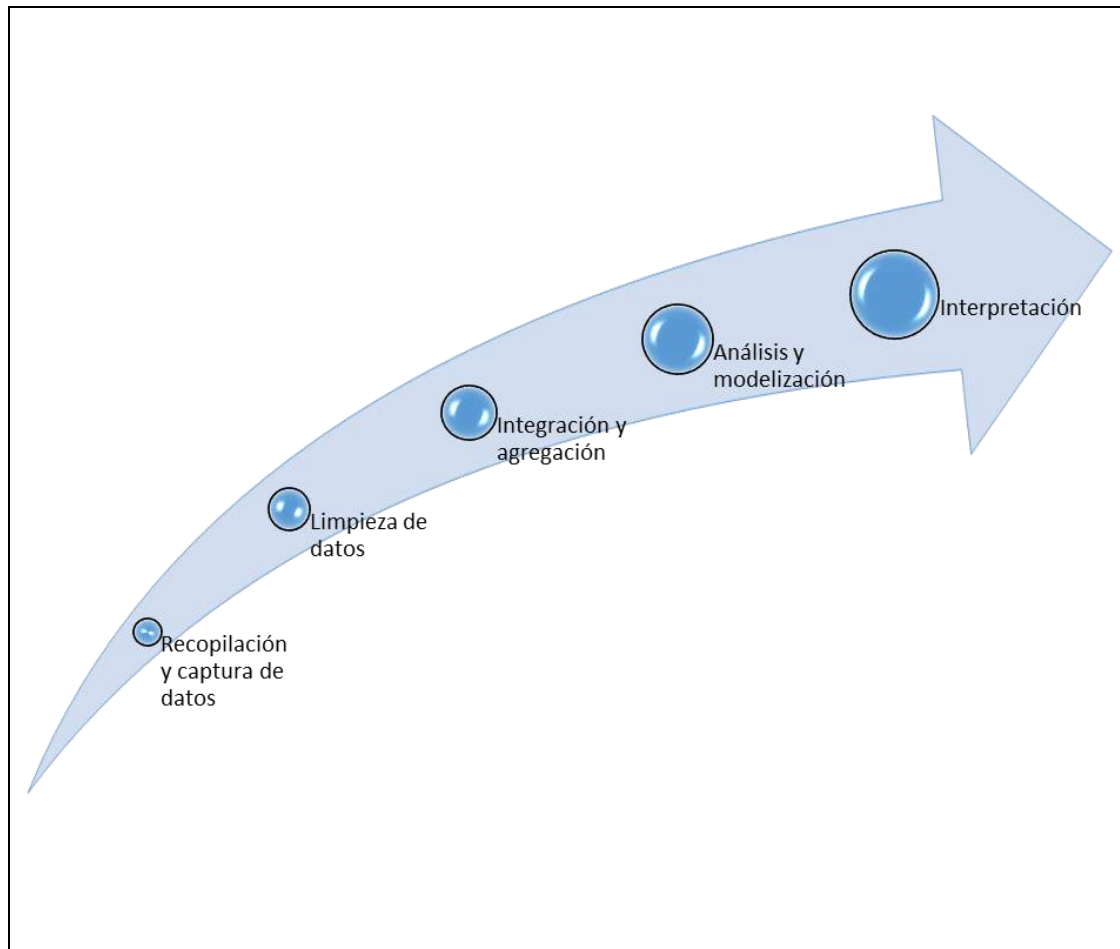 Recopilación
y captura de
datos
Limpieza de
datos
Integración y
agregación
Análisis y
modelización
Interpretación